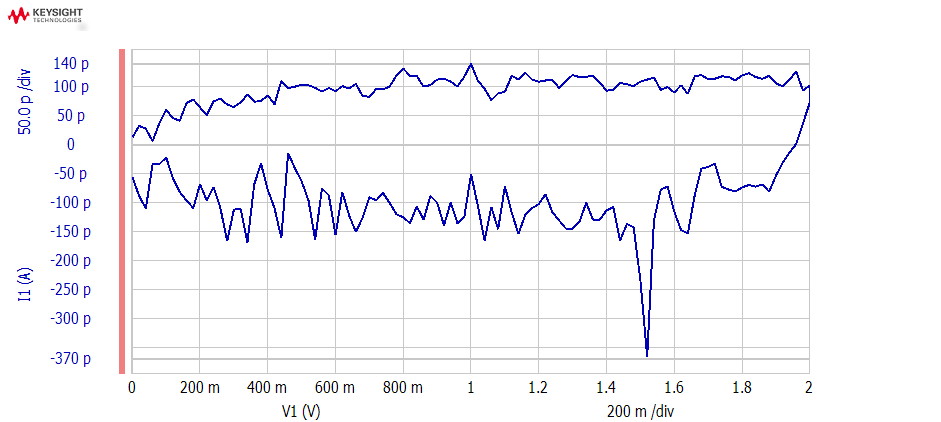 KEYSIGHT
TECHNOLOGIES
50.0 p /div
I1 (A)
140 p
100 p
50 p
0
-50 p
-100 p
-150 p
-200 p
-250 p
-300 p
-370 p
0 200 m 400 m 600 m 800 m 1 1.2 1.4 1.6 1.8 2
V1 (V) 200 m /div